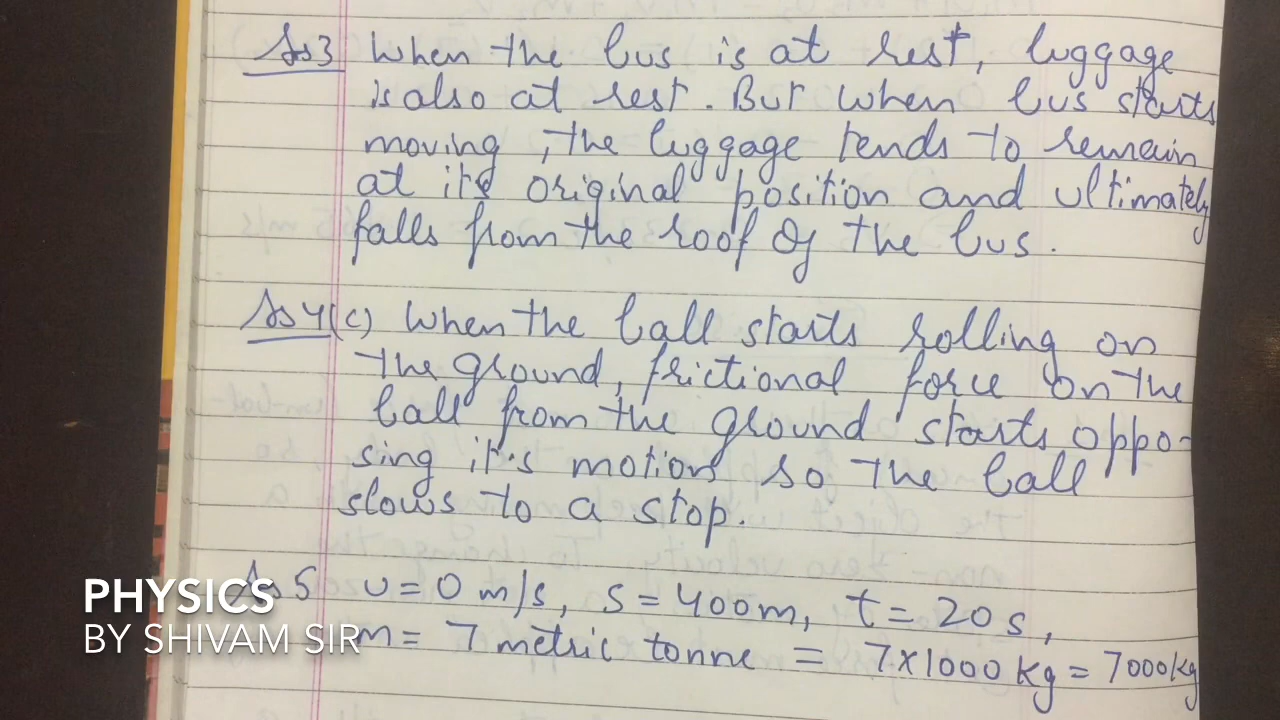 Ans3 When the bus is at rest, luggage
is also at rest. But when bus starts
moving, the luggage tends to remain
at its original position and ultimately
falls from the roof of the bus.
Ans4(c) When the ball starts rolling on
the ground, frictional force on the
ball from the ground starts oppo-
sing it's motion so the ball
slows to a stop.
Ans5 u=0 m/s, s=400m, t=20s,
m= 7 metric tonne = 7x1000 kg = 7000kg
PHYSICS
BY SHIVAM SIR